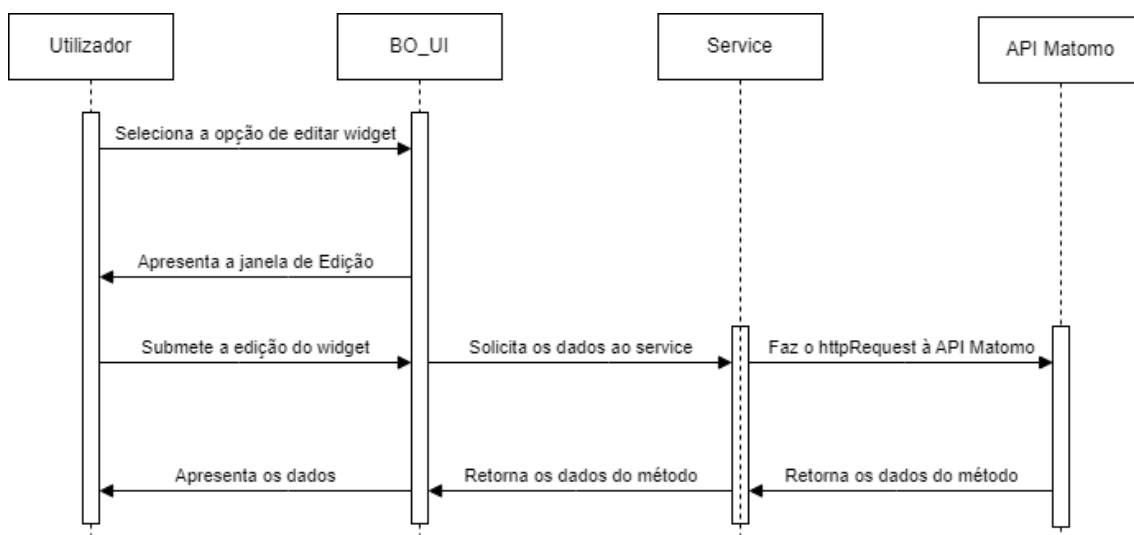 Utilizador
BO_UI
Service
API Matomo
Seleciona a opção de editar widget
Apresenta a janela de Edição
Submete a edição do widget
Solicita os dados ao service
Faz o httpRequest à API Matomo
Apresenta os dados
Retorna os dados do método
Retorna os dados do método